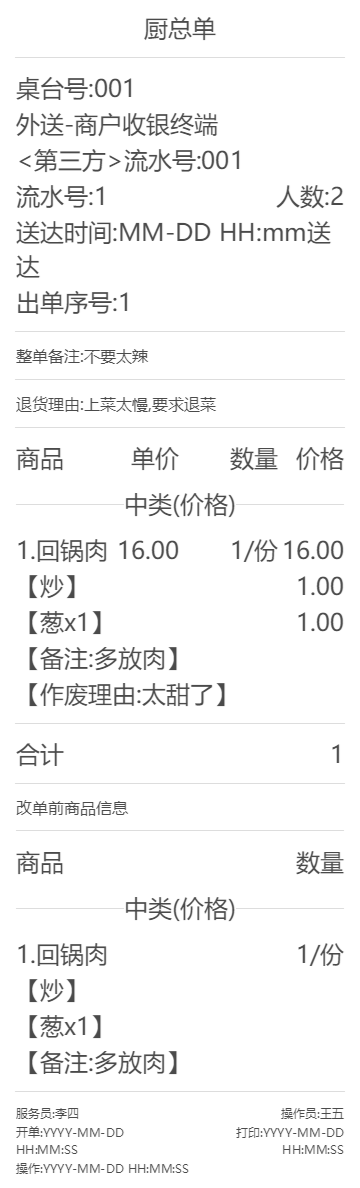 厨总单
桌台号:001
外送-商户收银终端
<第三方>流水号:001
流水号:1 人数:2
送达时间:MM-DD HH:mm送
达
出单序号:1
整单备注:不要太辣
退货理由:上菜太慢,要求退菜
商品 单价 数量 价格
中类(价格)
1.回锅肉 16.00 1/份 16.00
【炒】 1.00
【葱x1】 1.00
【备注:多放肉】
【作废理由:太甜了】
合计 1
改单前商品信息
商品 数量
中类(价格)
1.回锅肉 1/份
【炒】
【葱x1】
【备注:多放肉】
服务员:李四 操作员:王五
开单:YYYY-MM-DD 打印:YYYY-MM-DD
HH:MM:SS HH:MM:SS
操作:YYYY-MM-DD HH:MM:SS